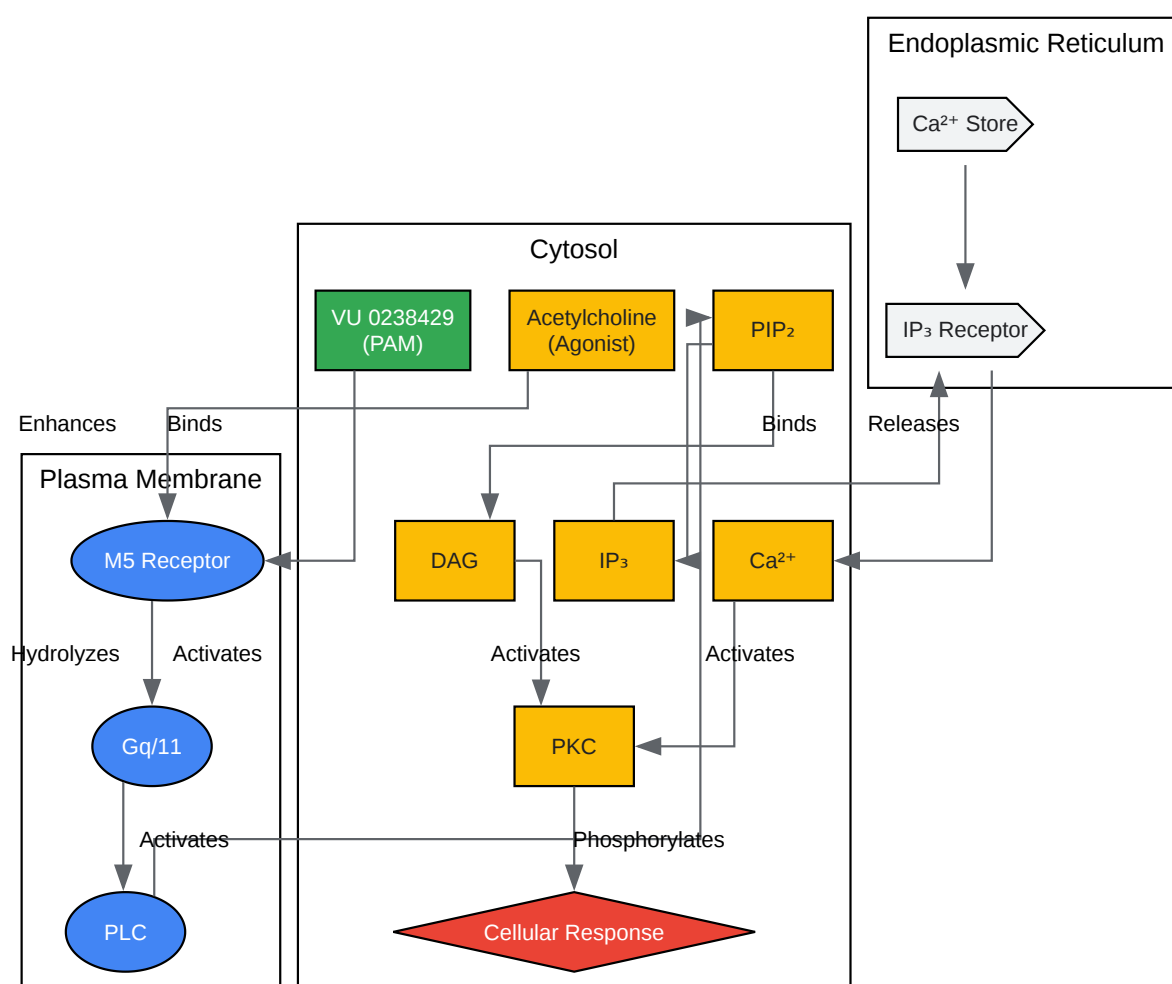 Endoplasmic Reticulum
Ca²⁺ Store
Cytosol
VU 0238429
(PAM)
Acetylcholine
(Agonist)
PIP₂
IP₃ Receptor
Enhances
Binds
Binds
Releases
Plasma Membrane
M5 Receptor
DAG
IP₃
Ca²⁺
Hydrolyzes
Activates
Activates
Activates
Gq/11
PKC
Activates
Phosphorylates
PLC
Cellular Response